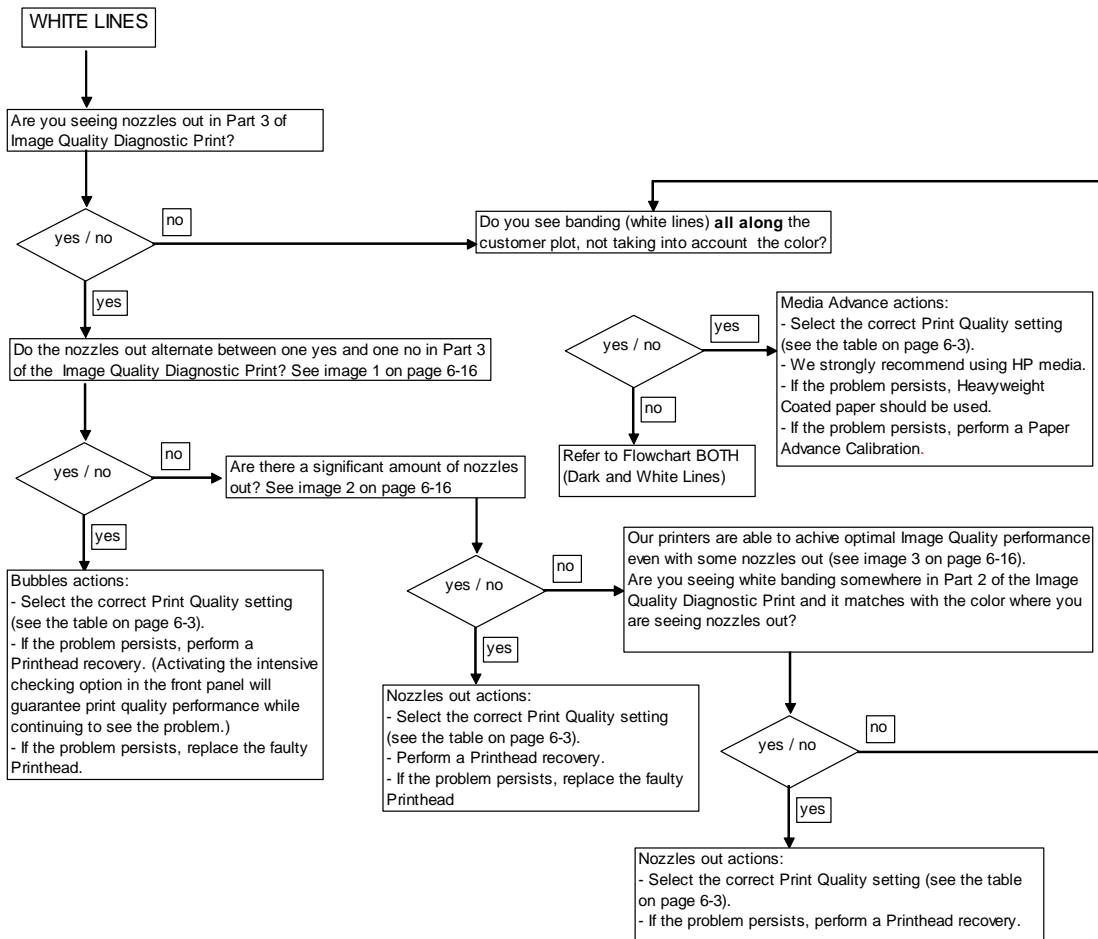 WHITE LINES
Are you seeing nozzles out in Part 3 of
Image Quality Diagnostic Print?
no
yes / no
Do you see banding (white lines) all along the
customer plot, not taking into account the color?
yes
Do the nozzles out alternate between one yes and one no in Part 3
of the Image Quality Diagnostic Print? See image 1 on page 6-16
yes / no
yes
no
Media Advance actions:
- Select the correct Print Quality setting
(see the table on page 6-3).
- We strongly recommend using HP media.
- If the problem persists, Heavyweight
Coated paper should be used.
- If the problem persists, perform a Paper
Advance Calibration.
Refer to Flowchart BOTH
(Dark and White Lines)
yes / no
no
yes
Are there a significant amount of nozzles
out? See image 2 on page 6-16
Bubbles actions:
- Select the correct Print Quality setting
(see the table on page 6-3).
- If the problem persists, perform a
Printhead recovery. (Activating the intensive
checking option in the front panel will
guarantee print quality performance while
continuing to see the problem.)
- If the problem persists, replace the faulty
Printhead.
yes / no
no
yes
Our printers are able to achive optimal Image Quality performance
even with some nozzles out (see image 3 on page 6-16).
Are you seeing white banding somewhere in Part 2 of the Image
Quality Diagnostic Print and it matches with the color where you
are seeing nozzles out?
Nozzles out actions:
- Select the correct Print Quality setting
(see the table on page 6-3).
- Perform a Printhead recovery.
- If the problem persists, replace the faulty
Printhead
yes / no
no
yes
Nozzles out actions:
- Select the correct Print Quality setting (see the table
on page 6-3).
- If the problem persists, perform a Printhead recovery.